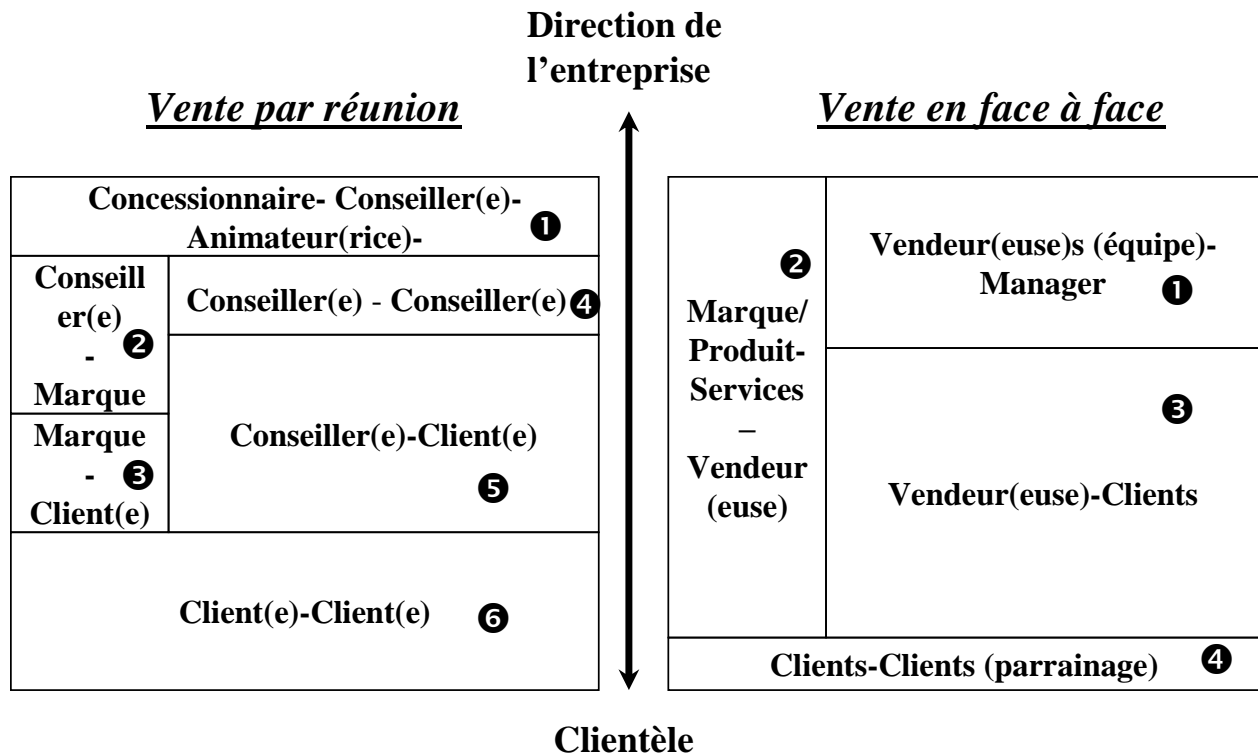 Direction de
l’entreprise
Vente par réunion
Vente en face à face
Concessionnaire- Conseiller(e)-
Animateur(rice)- ❶
Conseill
er(e)
- ❷
Marque
Conseiller(e) - Conseiller(e) ❹
Marque
- ❸
Client(e)
Conseiller(e)-Client(e)
❺
Client(e)-Client(e) ❻
❷
Marque/
Produit-
Services
–
Vendeur
(euse)
Vendeur(euse)s (équipe)-
Manager ❶
❸
Vendeur(euse)-Clients
Clients-Clients (parrainage) ❹
Clientèle